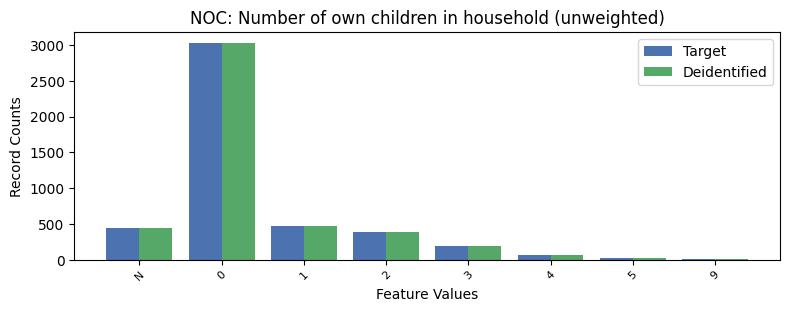 NOC: Number of own children in household (unweighted)
Record Counts
3000
2500
2000
1500
1000
500
0
Target
Deidentified
N 0 1 2 3 4 5 9
Feature Values